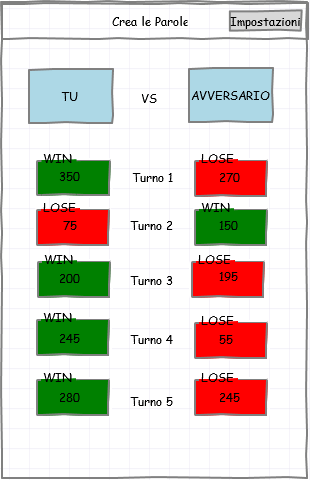 Crea le Parole
Impostazioni
TU
VS
AVVERSARIO
WIN
350
Turno 1
LOSE
270
LOSE
75
Turno 2
WIN
150
WIN
200
Turno 3
LOSE
195
WIN
245
Turno 4
LOSE
55
WIN
280
Turno 5
LOSE
245